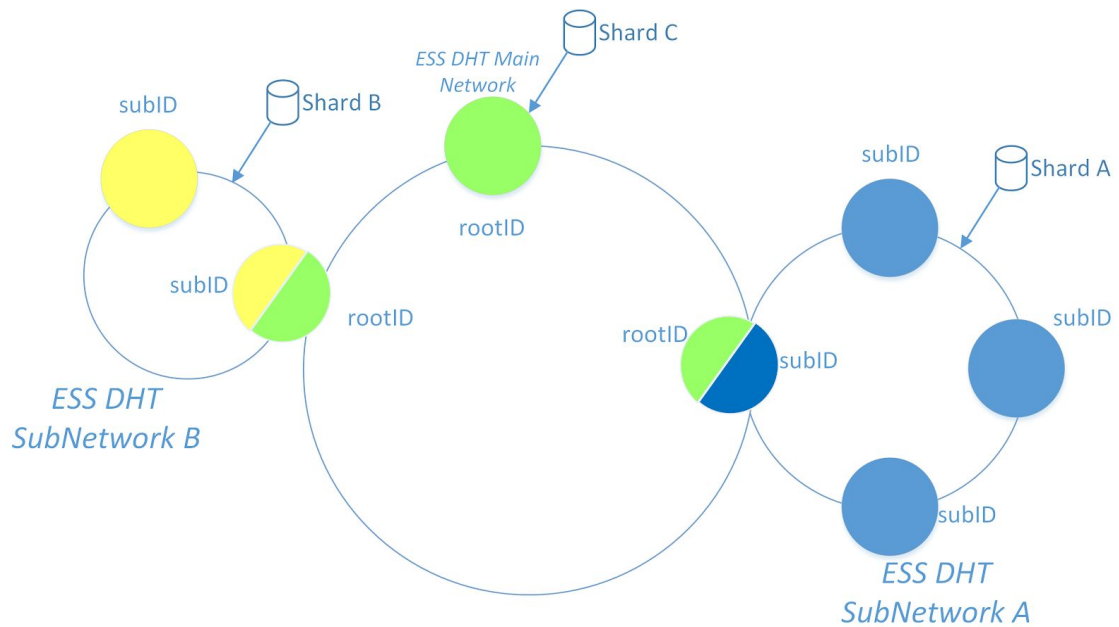 Shard C
ESS DHT Main
Network
subID
Shard B
subID
Shard A
rootID
subID
rootID
subID
rootID
subID
ESS DHT
SubNetwork B
subID
ESS DHT
SubNetwork A